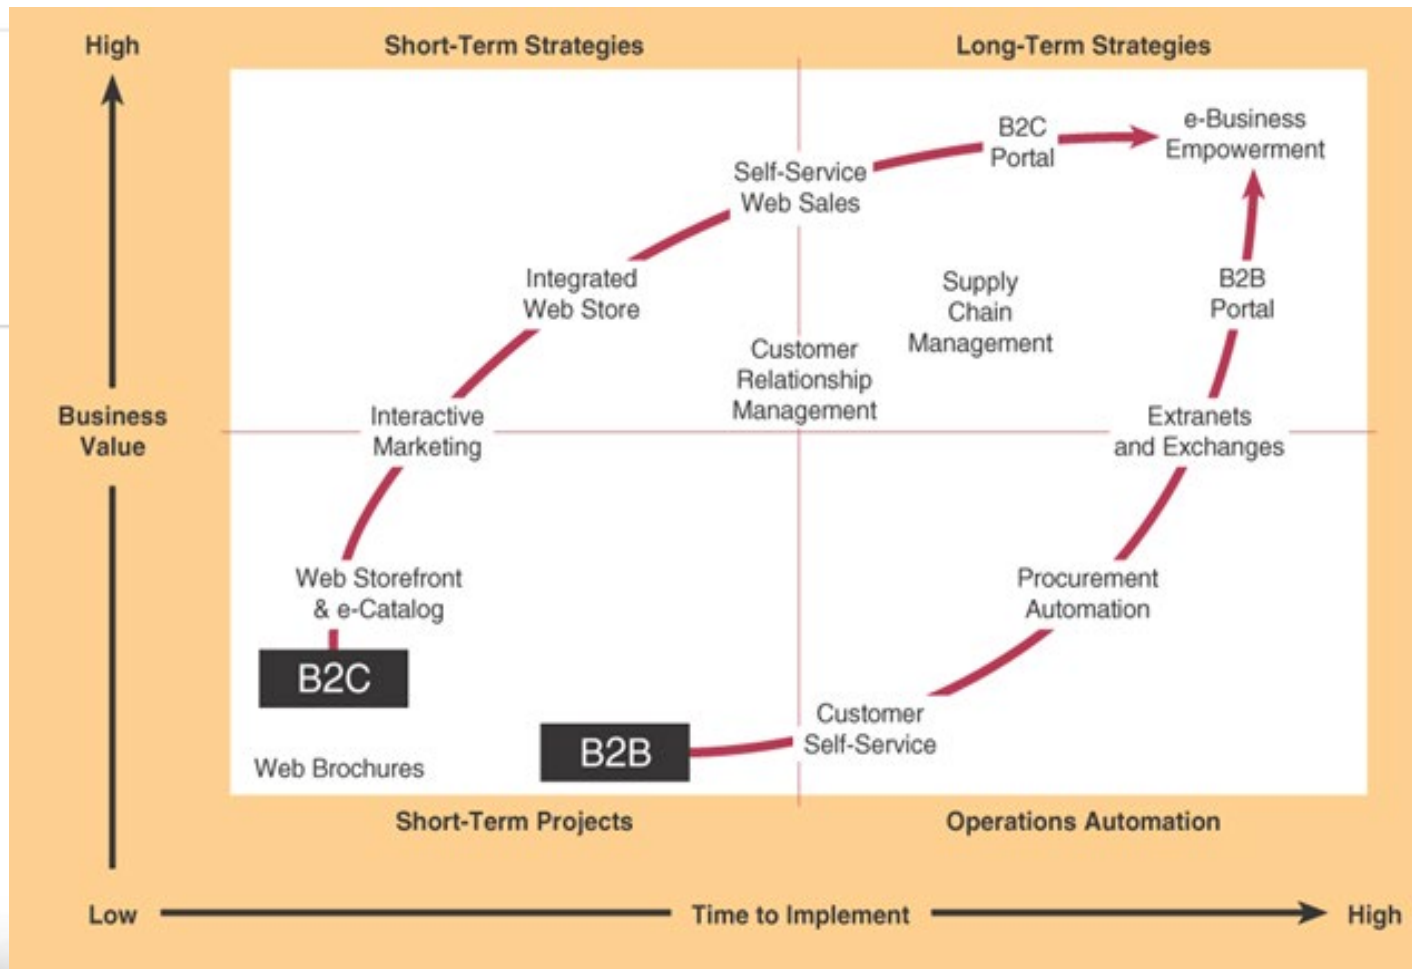 High
Short-Term Strategies
Long-Term Strategies
B2C
Portal
e-Business
Empowerment
Self-Service
Web Sales
Integrated
Web Store
Supply
Chain
Management
B2B
Portal
Customer
Relationship
Management
Business
Value
Interactive
Marketing
Extranets
and Exchanges
Web Storefront
& e-Catalog
Procurement
Automation
B2C
Customer
Self-Service
B2B
Web Brochures
Short-Term Projects
Operations Automation
Low
Time to Implement
High